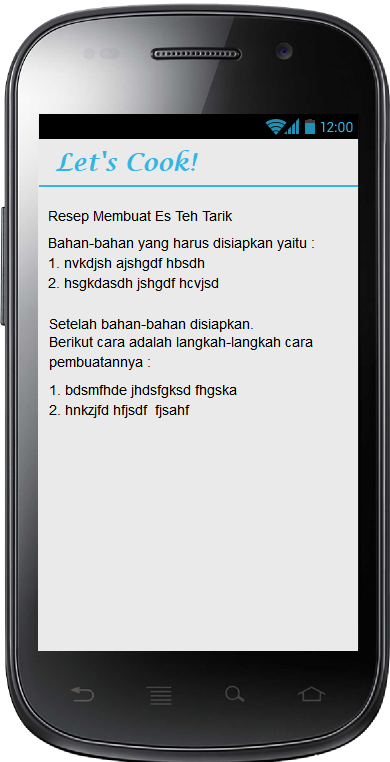 12:00
Let's Cook!
Resep Membuat Es Teh Tarik
Bahan-bahan yang harus disiapkan yaitu :
1. nvkdjsh ajshgdf hbsdh
2. hsgkdasdh jshgdf hcvjsd
Setelah bahan-bahan disiapkan.
Berikut cara adalah langkah-langkah cara
pembuatannya :
1. bdsmfhde jhdsfgksd fhgska
2. hnkzjfd hfjsdf  fjsahf